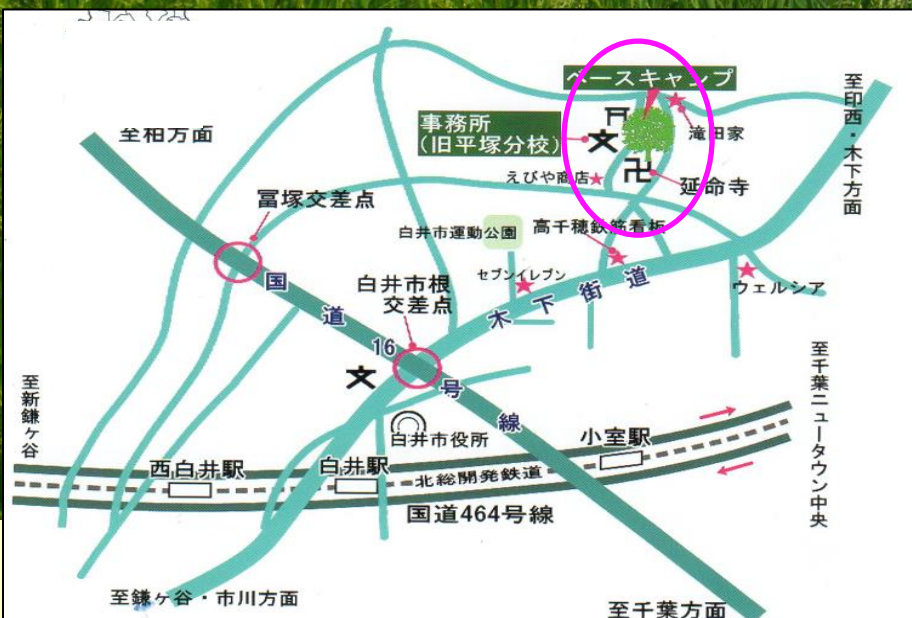 ベースキャンプ
至柏方面
事務所
(旧平塚分校)
滝田家
至印西・木下方面
えびや商店
延命寺
冨塚交差点
白井市運動公園
高千穂鉄筋看板
白井市根
交差点
セブンイレブン
ウェルシア
国道16号線
木下街道
至新鎌ヶ谷
白井市役所
小室駅
至千葉ニュータウン中央
西白井駅
白井駅
北総開発鉄道
国道464号線
至鎌ヶ谷・市川方面
至千葉方面